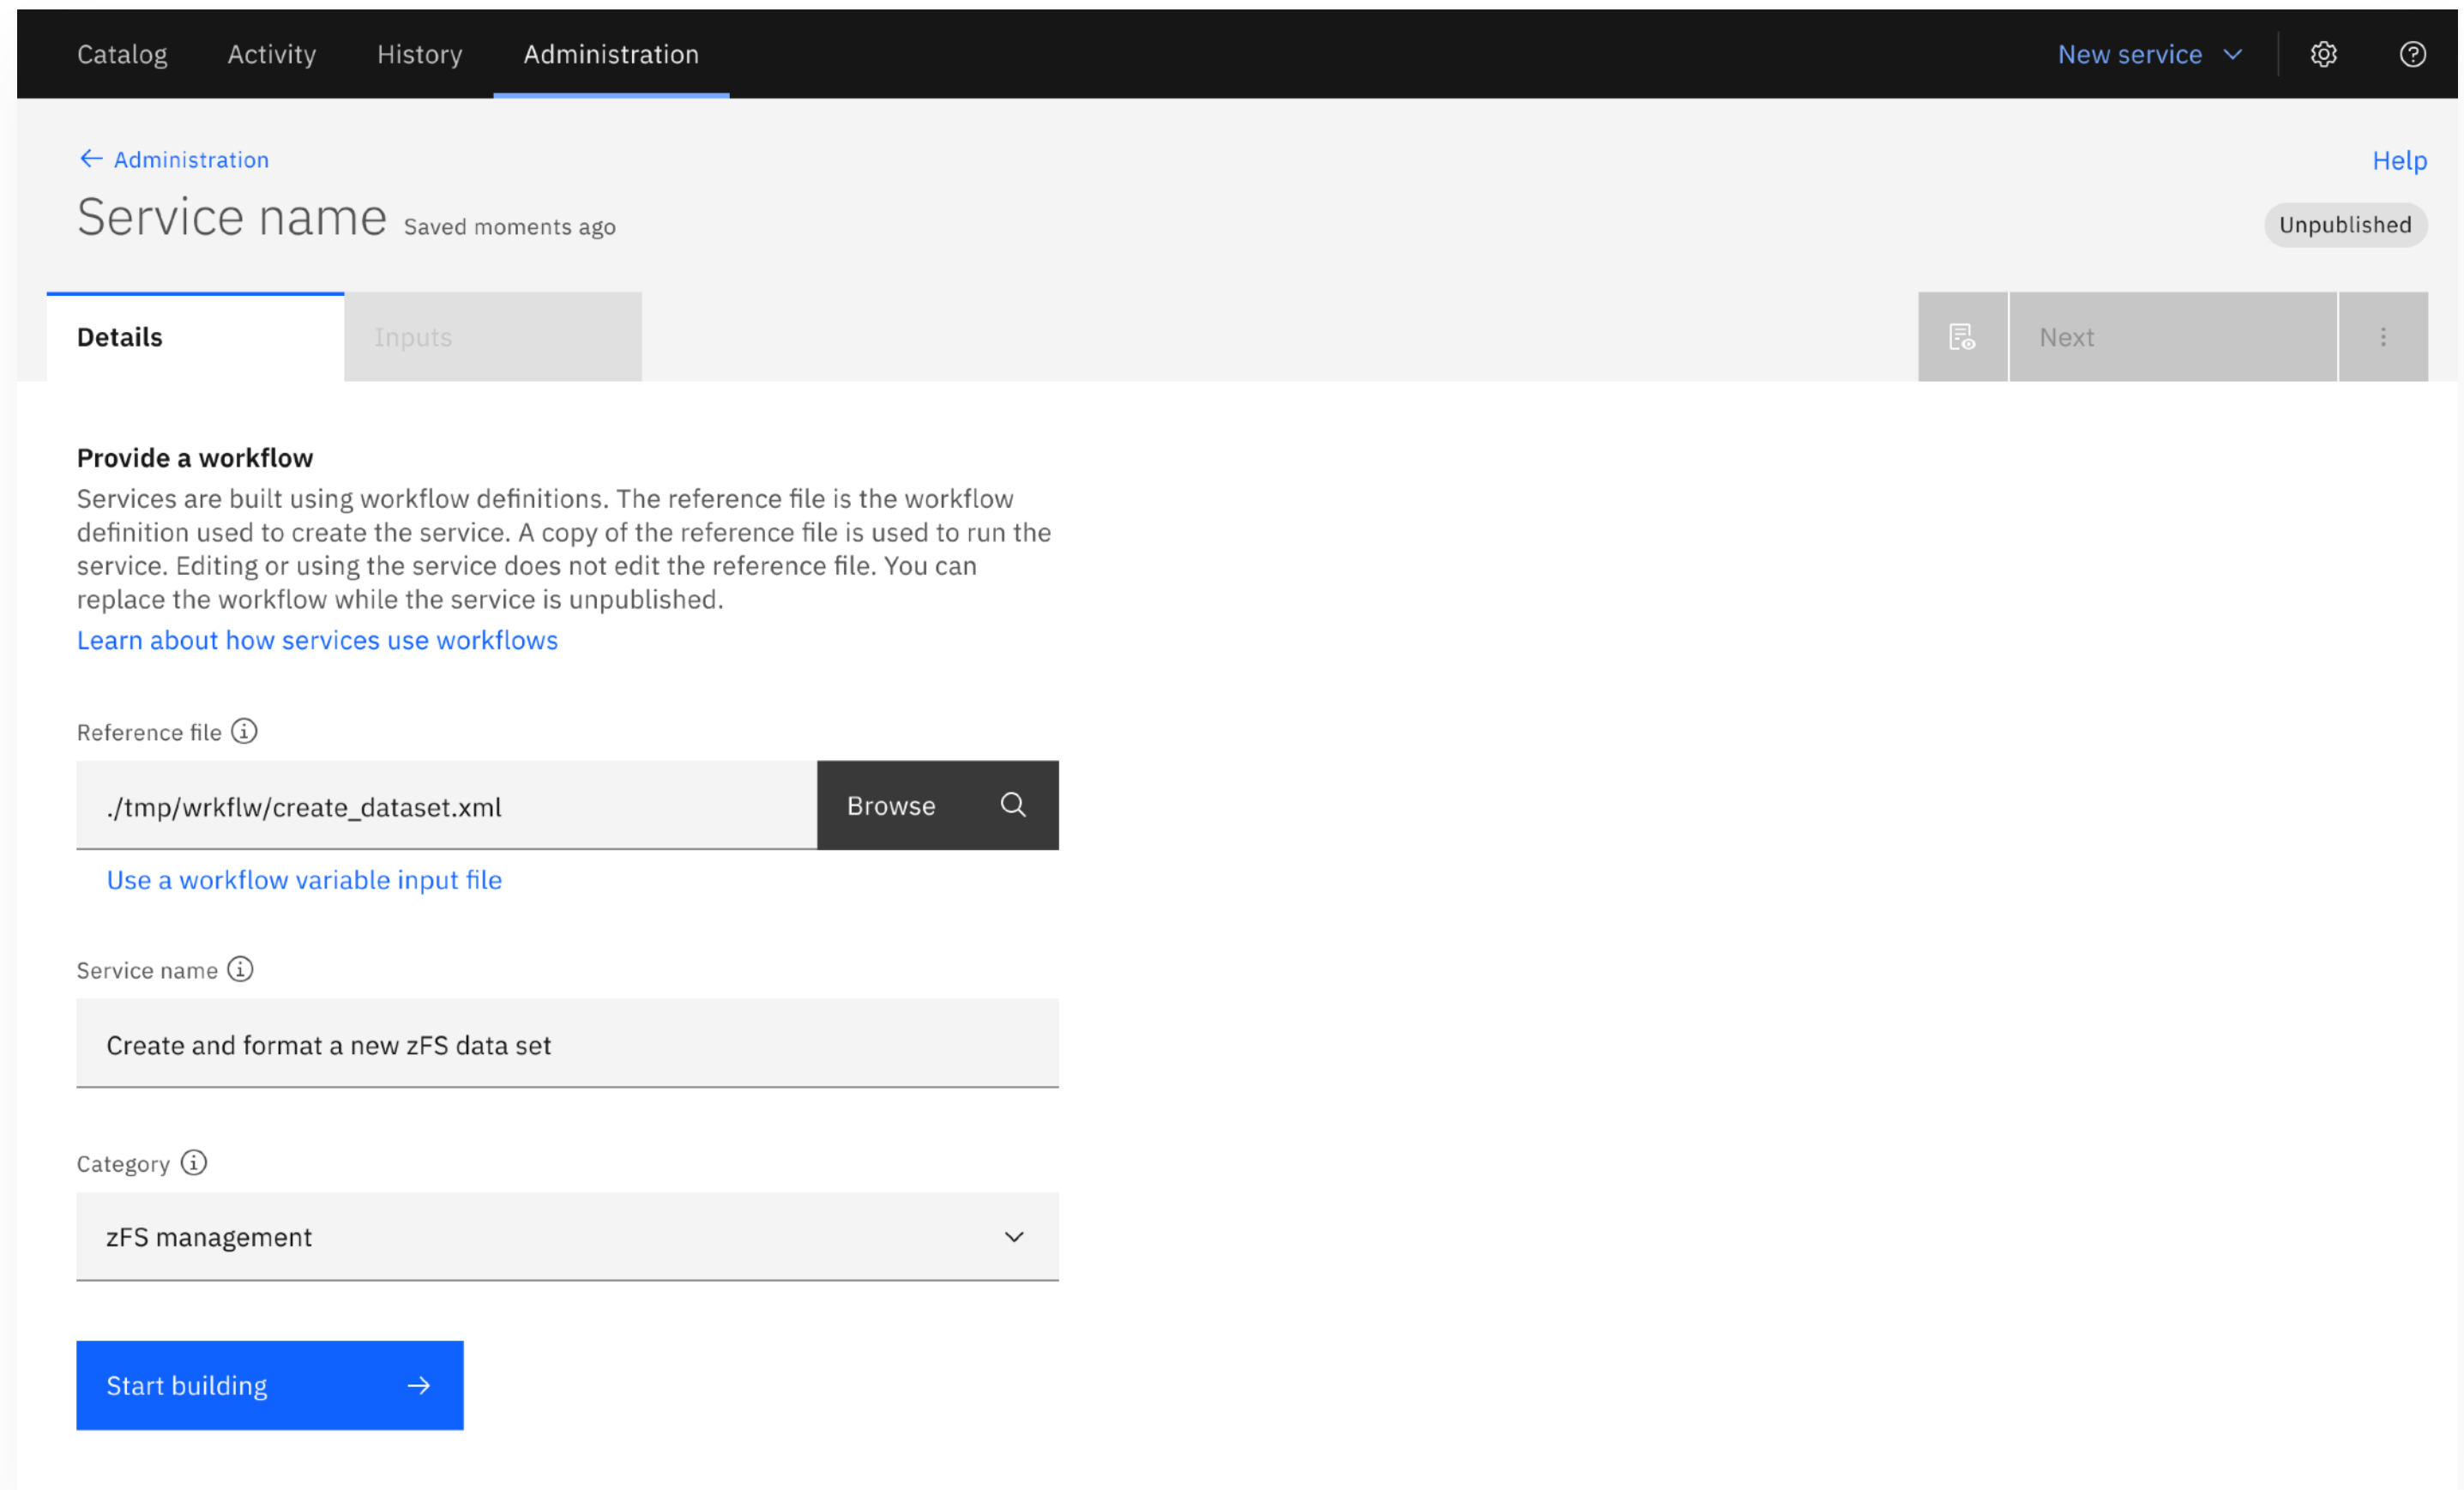 Catalog Activity History Administration New service
Administration Help
Service name Saved moments ago Unpublished
Details Inputs Next
Provide a workflow
Services are built using workflow definitions. The reference file is the workflow
definition used to create the service. A copy of the reference file is used to run the
service. Editing or using the service does not edit the reference file. You can
replace the workflow while the service is unpublished.
Learn about how services use workflows
Reference file
./tmp/wrkflw/create_dataset.xml Browse
Use a workflow variable input file
Service name
Create and format a new zFS data set
Category
zFS management
Start building